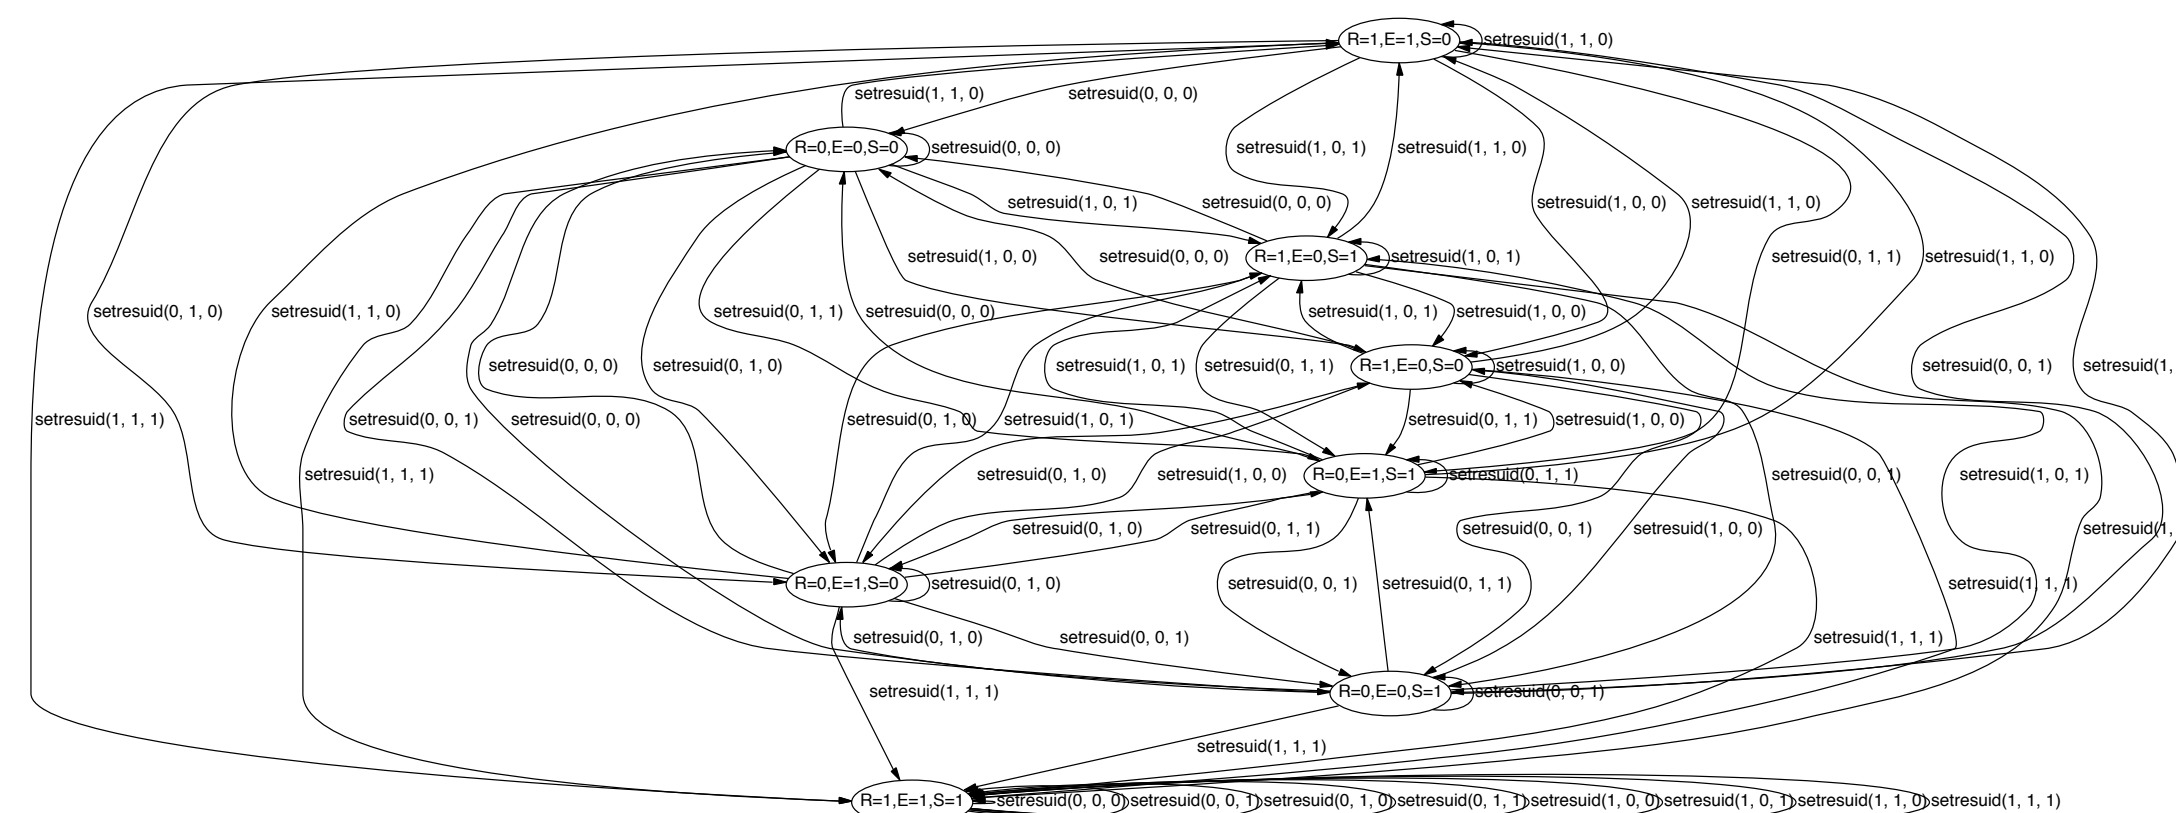 R=1,E=1,S=0
setresuid(1, 1, 0)
setresuid(1, 1, 0)
setresuid(0, 0, 0)
R=0,E=0,S=0
setresuid(0, 0, 0)
setresuid(1, 0, 1)
setresuid(1, 1, 0)
setresuid(1, 0, 1)
setresuid(0, 0, 0)
setresuid(1, 0, 0)
setresuid(1, 1, 0)
setresuid(1, 0, 0)
setresuid(0, 0, 0)
R=1,E=0,S=1
setresuid(1, 0, 1)
setresuid(0, 1, 1)
setresuid(1, 1, 0)
setresuid(0, 1, 0)
setresuid(1, 1, 0)
setresuid(0, 1, 1)
setresuid(0, 0, 0)
setresuid(1, 0, 1)
setresuid(1, 0, 0)
setresuid(0, 0, 0)
setresuid(0, 1, 0)
setresuid(1, 0, 1)
setresuid(0, 1, 1)
R=1,E=0,S=0
setresuid(1, 0, 0)
setresuid(0, 0, 1)
setresuid(1,
setresuid(1, 1, 1)
setresuid(0, 0, 1)
setresuid(0, 0, 0)
setresuid(0, 1, 0)
setresuid(1, 0, 1)
setresuid(0, 1, 1)
setresuid(1, 0, 0)
setresuid(1, 1, 1)
setresuid(0, 1, 0)
setresuid(1, 0, 0)
R=0,E=1,S=1
setresuid(0, 1, 1)
setresuid(0, 0, 1)
setresuid(1, 0, 1)
setresuid(0, 1, 0)
setresuid(0, 1, 1)
setresuid(0, 0, 1)
setresuid(1, 0, 0)
setresuid(1,
R=0,E=1,S=0
setresuid(0, 1, 0)
setresuid(0, 0, 1)
setresuid(0, 1, 1)
setresuid(1, 1, 1)
setresuid(0, 1, 0)
setresuid(0, 0, 1)
setresuid(1, 1, 1)
setresuid(1, 1, 1)
R=0,E=0,S=1
setresuid(0, 0, 1)
setresuid(1, 1, 1)
R=1,E=1,S=1
setresuid(0, 0, 0)
setresuid(0, 0, 1)
setresuid(0, 1, 0)
setresuid(0, 1, 1)
setresuid(1, 0, 0)
setresuid(1, 0, 1)
setresuid(1, 1, 0)
setresuid(1, 1, 1)